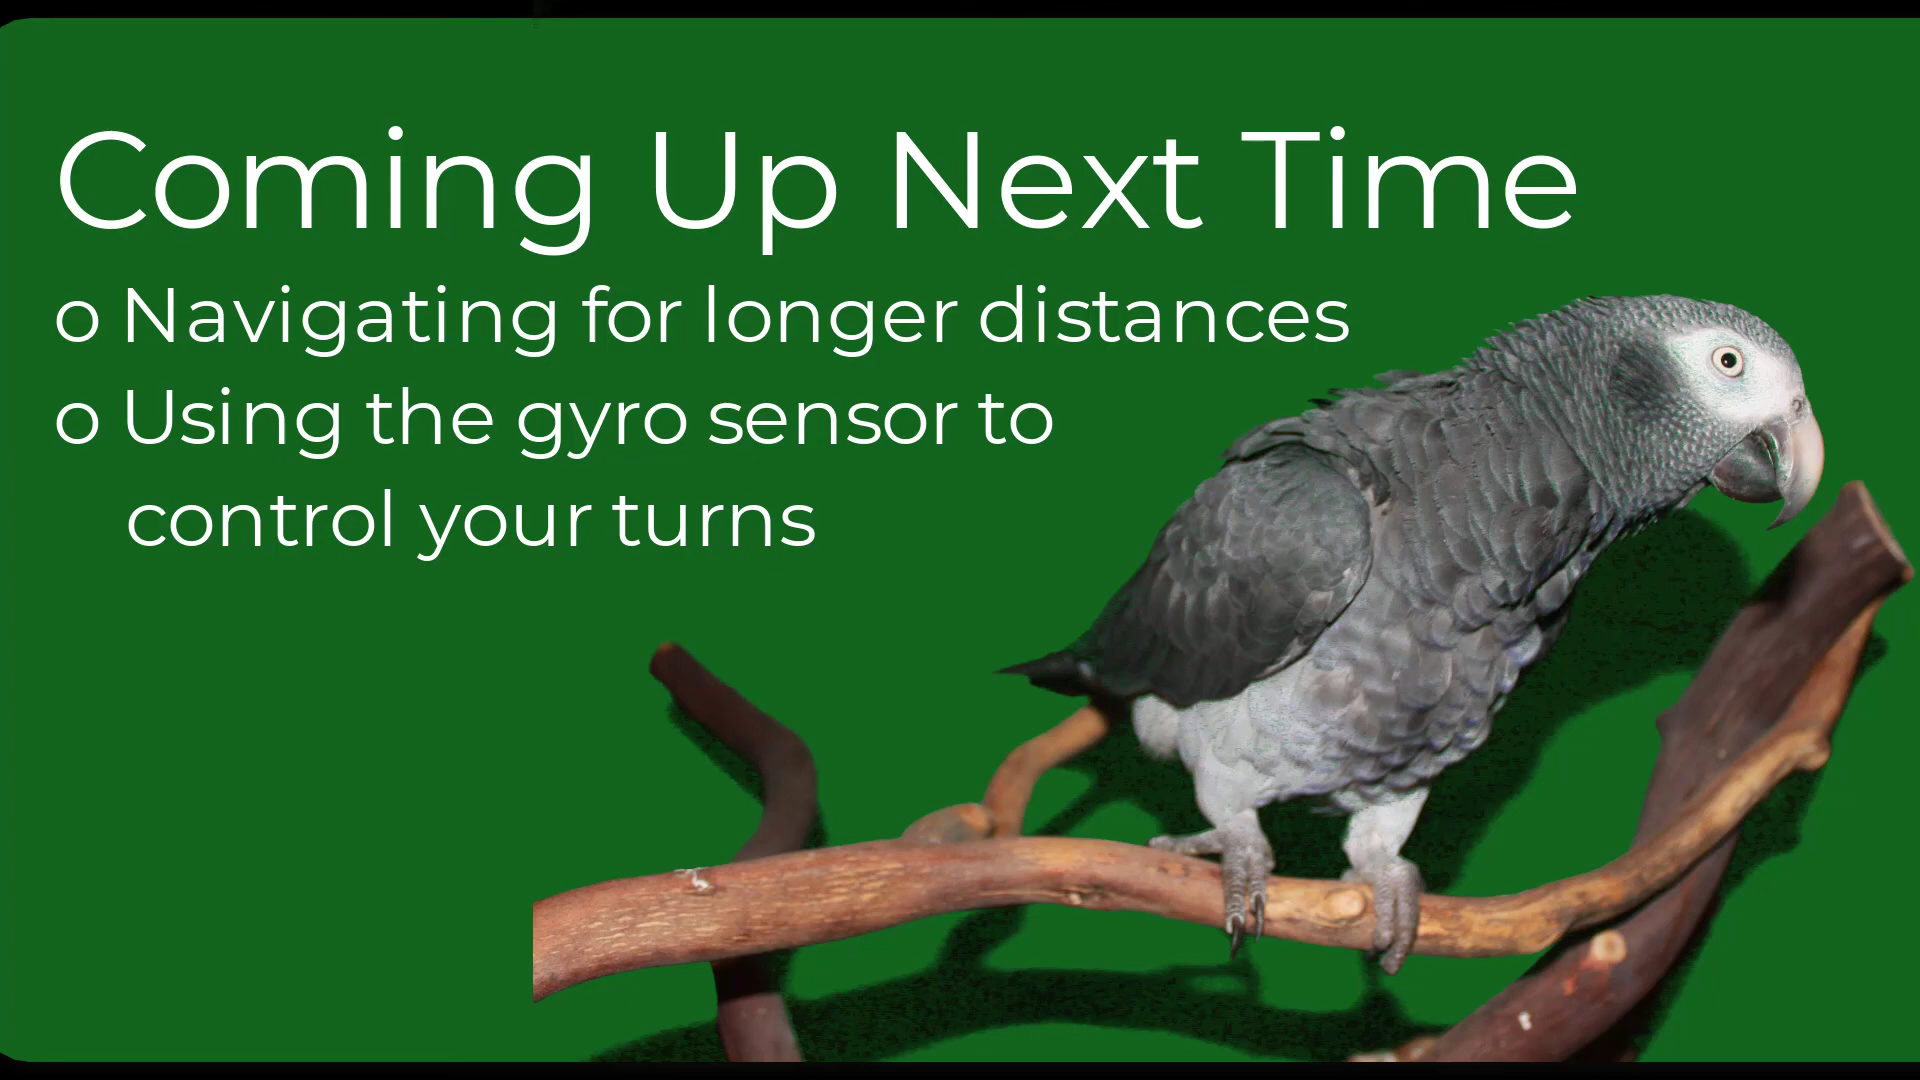 Coming Up Next Time
o Navigating for longer distances
o Using the gyro sensor to
control your turns